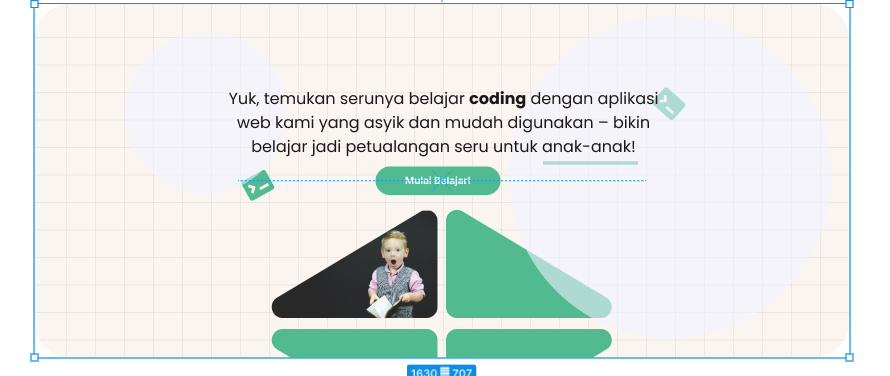 Yuk, temukan serunya belajar coding dengan aplikasi
web kami yang asyik dan mudah digunakan – bikin
belajar jadi petualangan seru untuk anak-anak!
Mulai Belajar!
1630 707